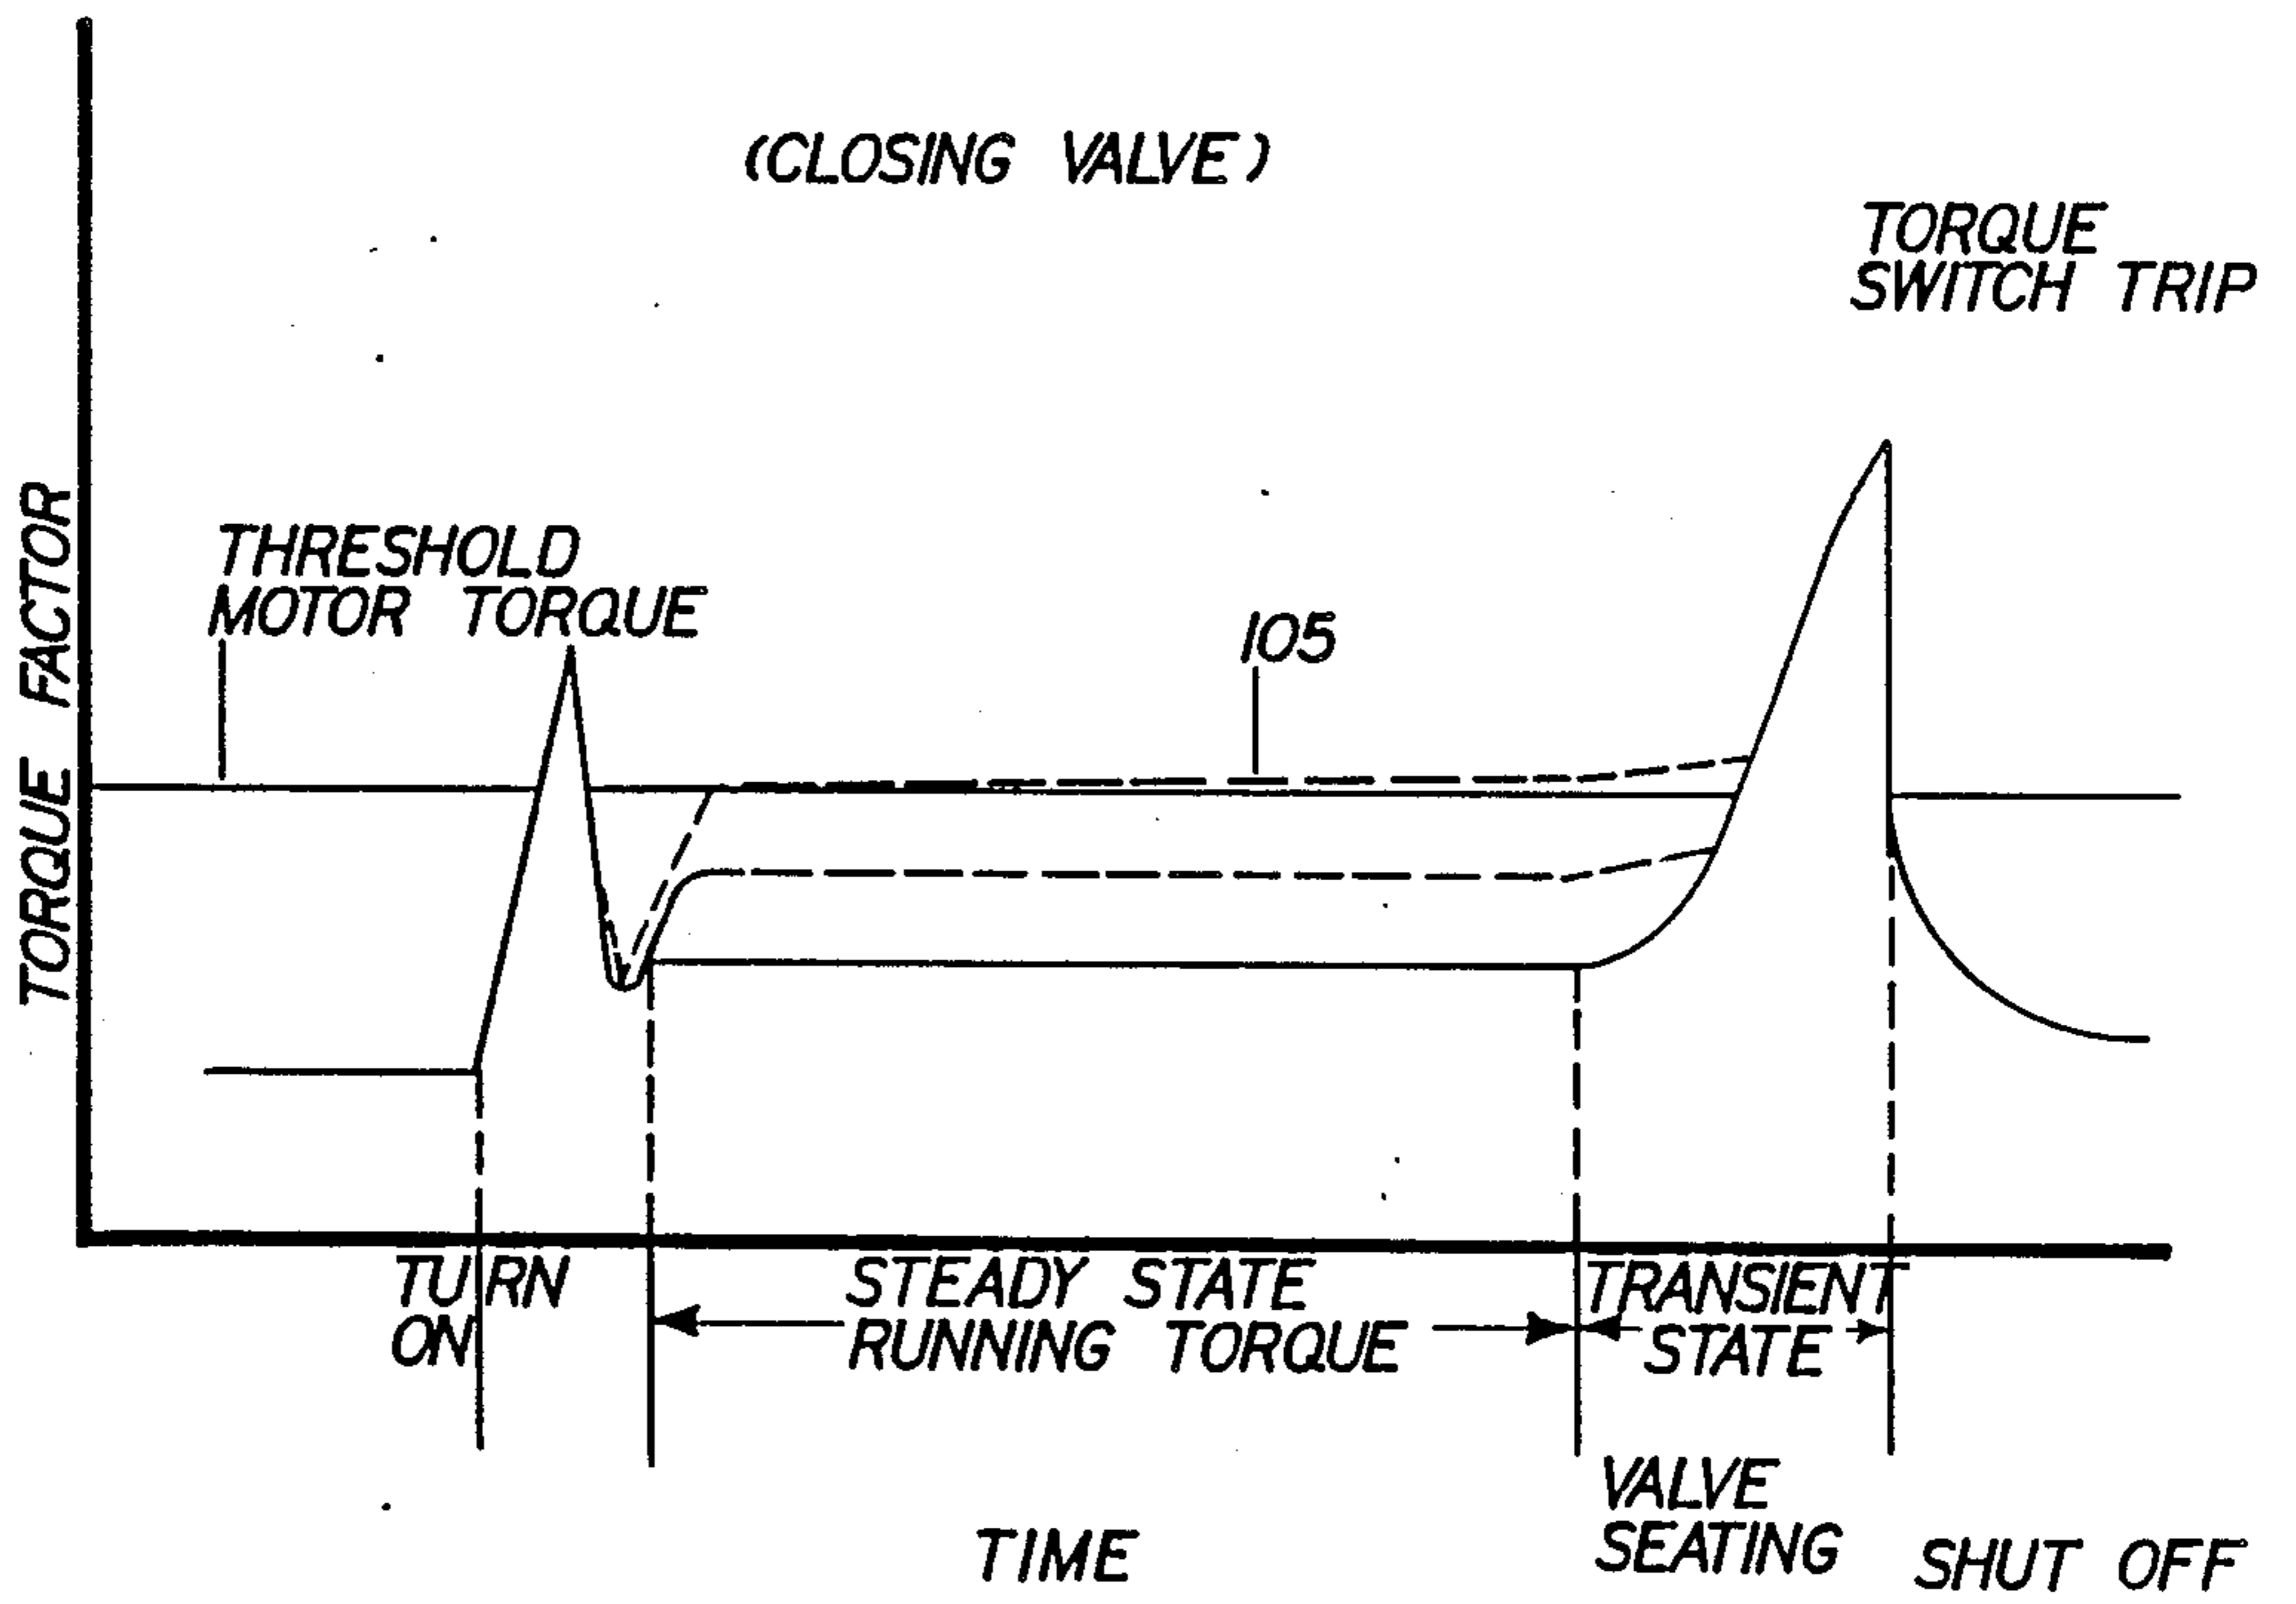 (CLOSING VALVE)
TORQUE
SWITCH TRIP
THRESHOLD
MOTOR TORQUE
105
TORQUE FACTOR
TURN
ON
STEADY STATE
RUNNING TORQUE
TRANSIENT
STATE
VALVE
SEATING
SHUT OFF
TIME